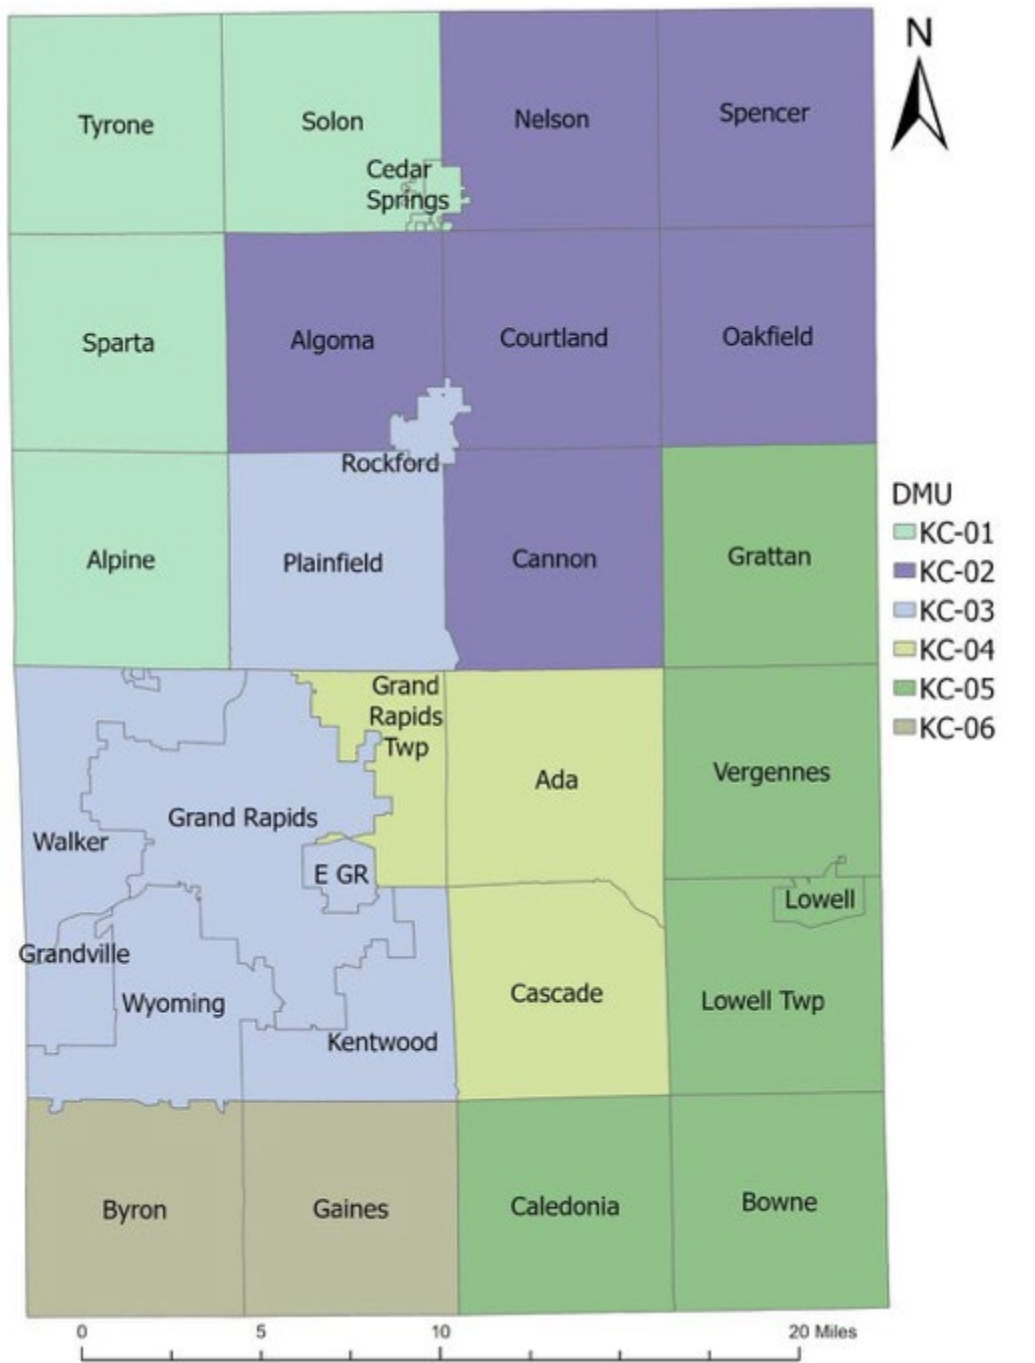 N
Tyrone
Solon
Nelson
Spencer
Cedar
Springs
Sparta
Algoma
Courtland
Oakfield
Rockford
Alpine
Plainfield
Cannon
Grattan
DMU
KC-01
KC-02
KC-03
KC-04
KC-05
KC-06
Grand
Rapids
Twp
Ada
Vergennes
Grand Rapids
Walker
E GR
Lowell
Grandville
Wyoming
Cascade
Lowell Twp
Kentwood
Byron
Gaines
Caledonia
Bowne
0 5 10 20 Miles